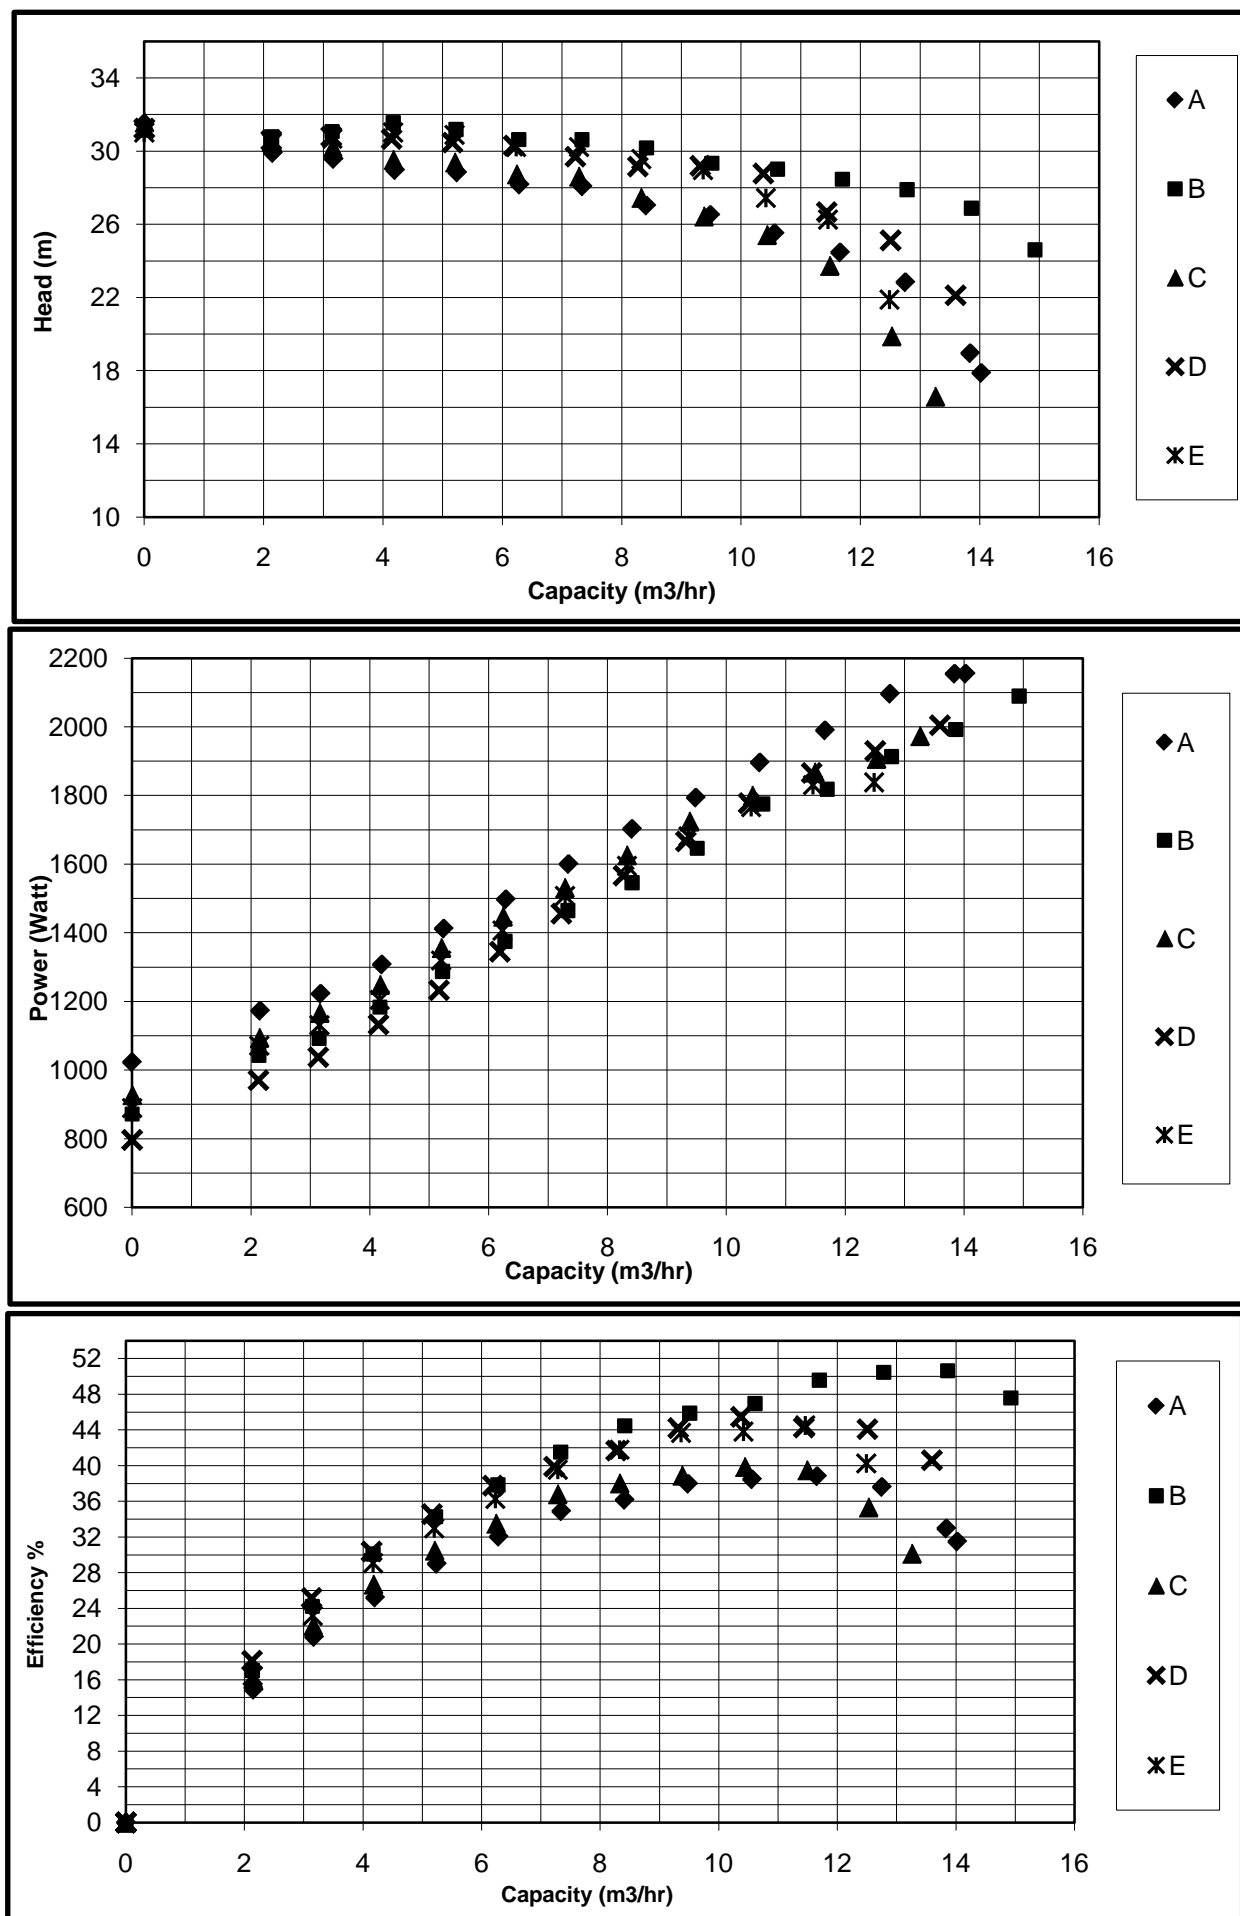 34
30
26
22
18
14
10
Head (m)
0 2 4 6 8 10 12 14 16
Capacity (m3/hr)
A
B
C
D
E
2200
2000
1800
1600
1400
1200
1000
800
600
Power (Watt)
0 2 4 6 8 10 12 14 16
Capacity (m3/hr)
A
B
C
D
E
52
48
44
40
36
32
28
24
20
16
12
8
4
0
Efficiency %
0 2 4 6 8 10 12 14 16
Capacity (m3/hr)
A
B
C
D
E